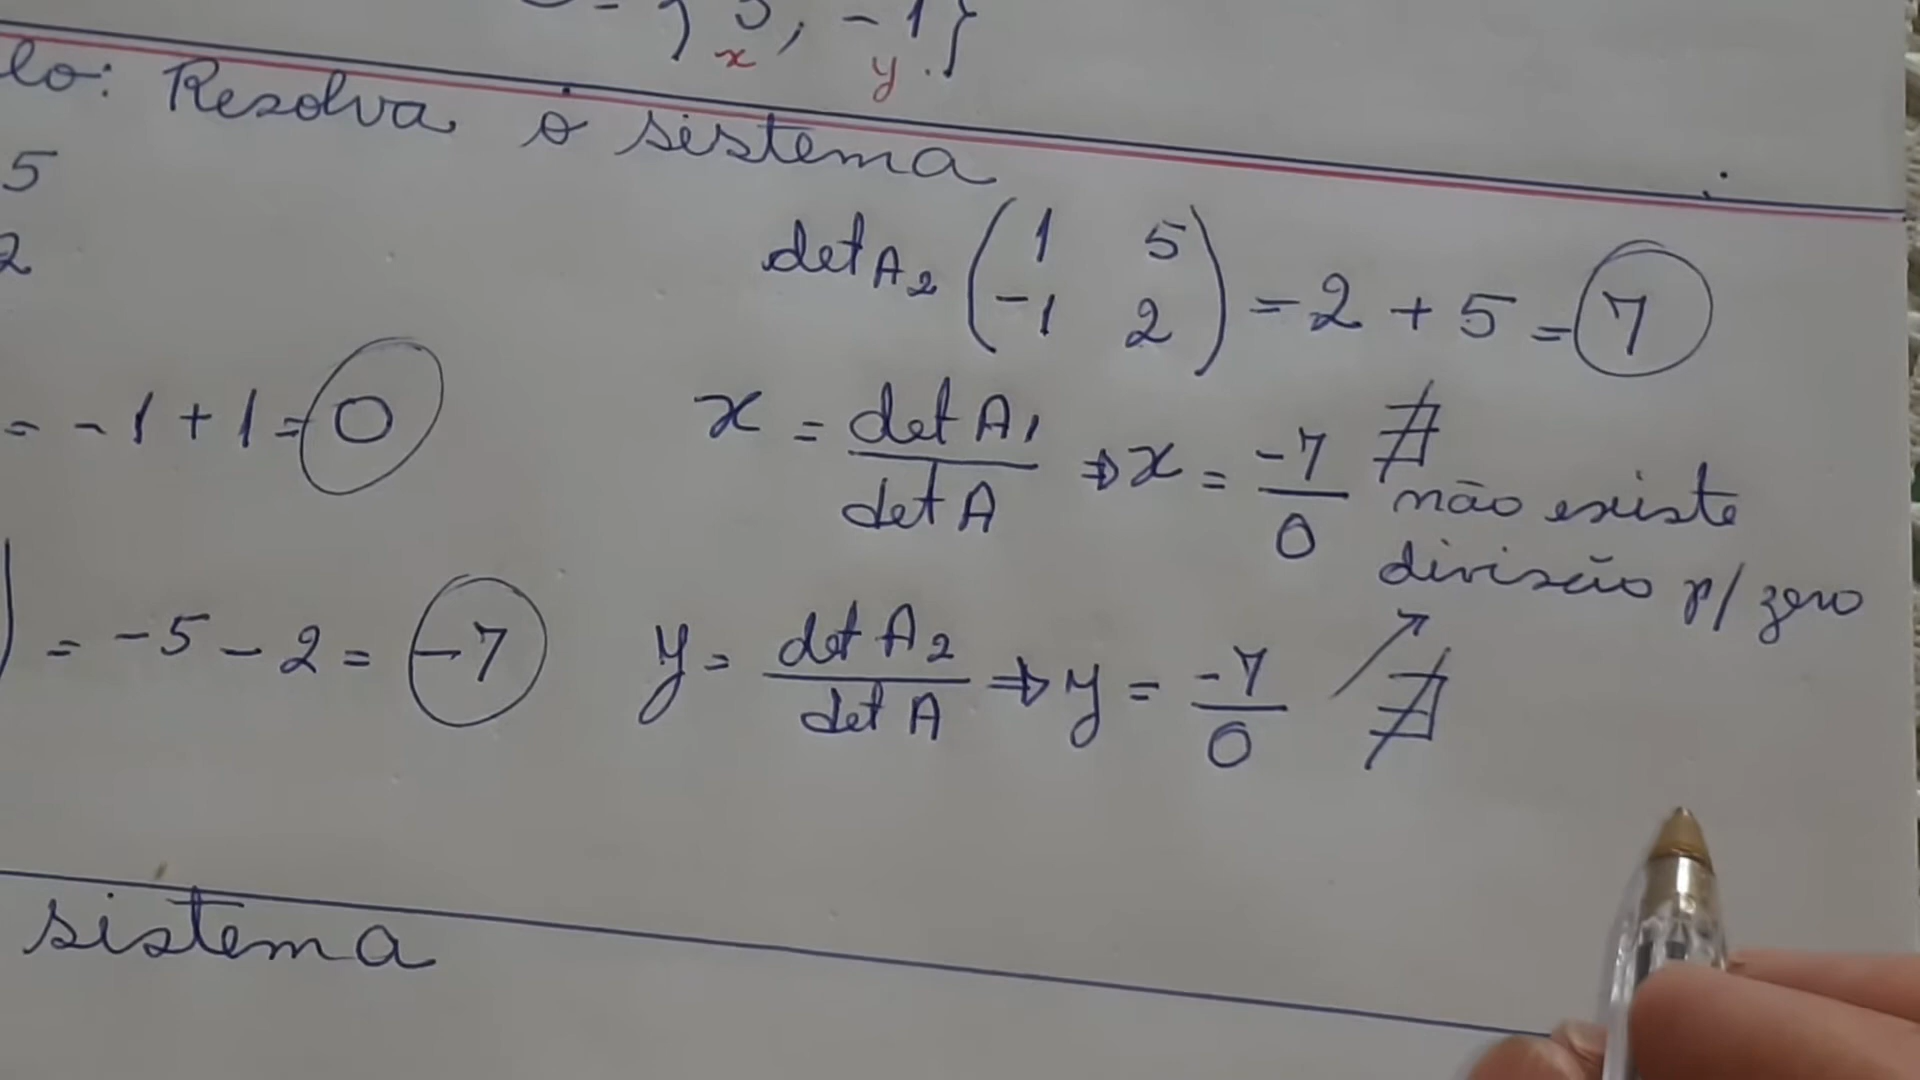 = { 3, -1 }
x y
lo: Resolva o sistema
5
2
det A₂ ( 1 5
-1 2 ) = 2 + 5 = 7
= -1 + 1 = 0
x = det A₁ / det A ⇒ x = -7 / 0 ∄
não existe
divisão p/ zero
) = -5 - 2 = -7
y = det A₂ / det A ⇒ y = -7 / 0 ↗ ∄
sistema